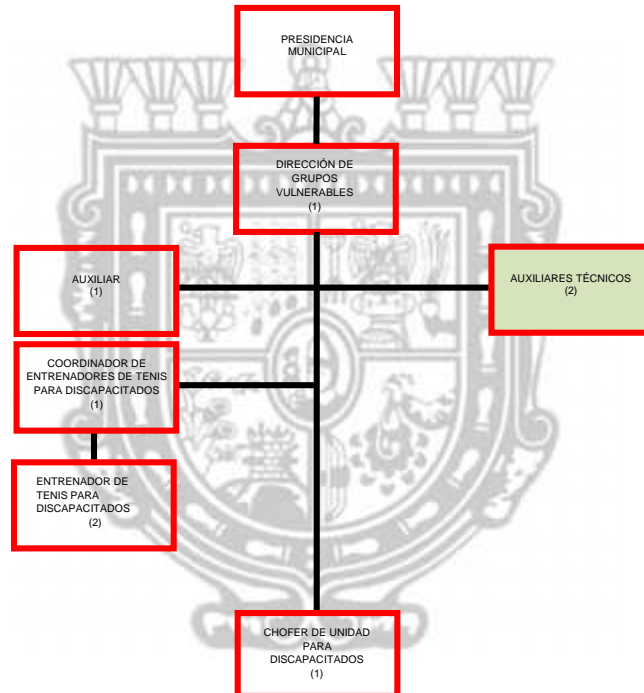 PRESIDENCIA
MUNICIPAL
DIRECCIÓN DE
GRUPOS
VULNERABLES
(1)
AUXILIAR
(1)
AUXILIARES TÉCNICOS
(2)
COORDINADOR DE
ENTRENADORES DE TENIS
PARA DISCAPACITADOS
(1)
ENTRENADOR DE
TENIS PARA
DISCAPACITADOS
(2)
CHOFER DE UNIDAD
PARA
DISCAPACITADOS
(1)